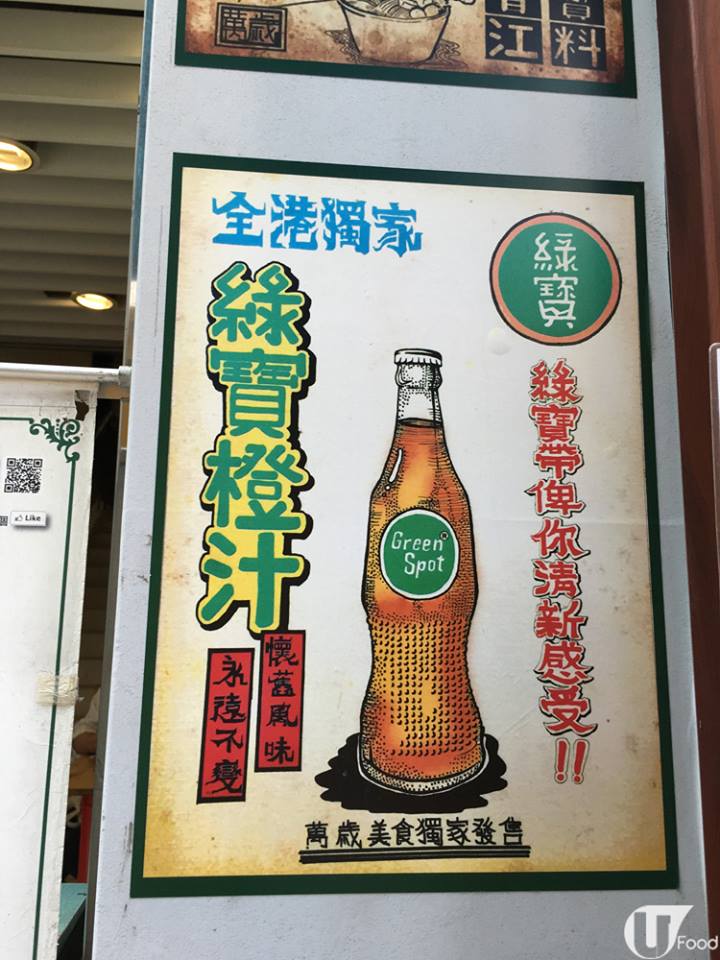 萬歲
香江
資料
全港獨家
綠寶
綠寶橙汁
綠寶帶俾你清新感受!!
Green®
Spot
懷舊風味
永遠不變
萬歲美食獨家發售
Like
U Food